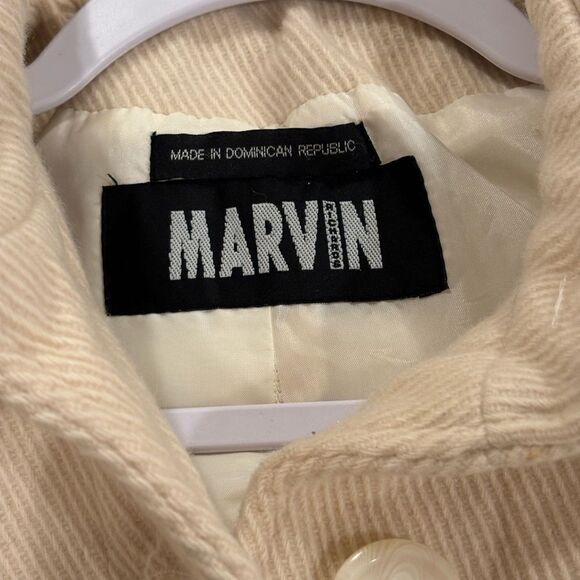 MADE IN DOMINICAN REPUBLIC
MARVIN
RICHARDS